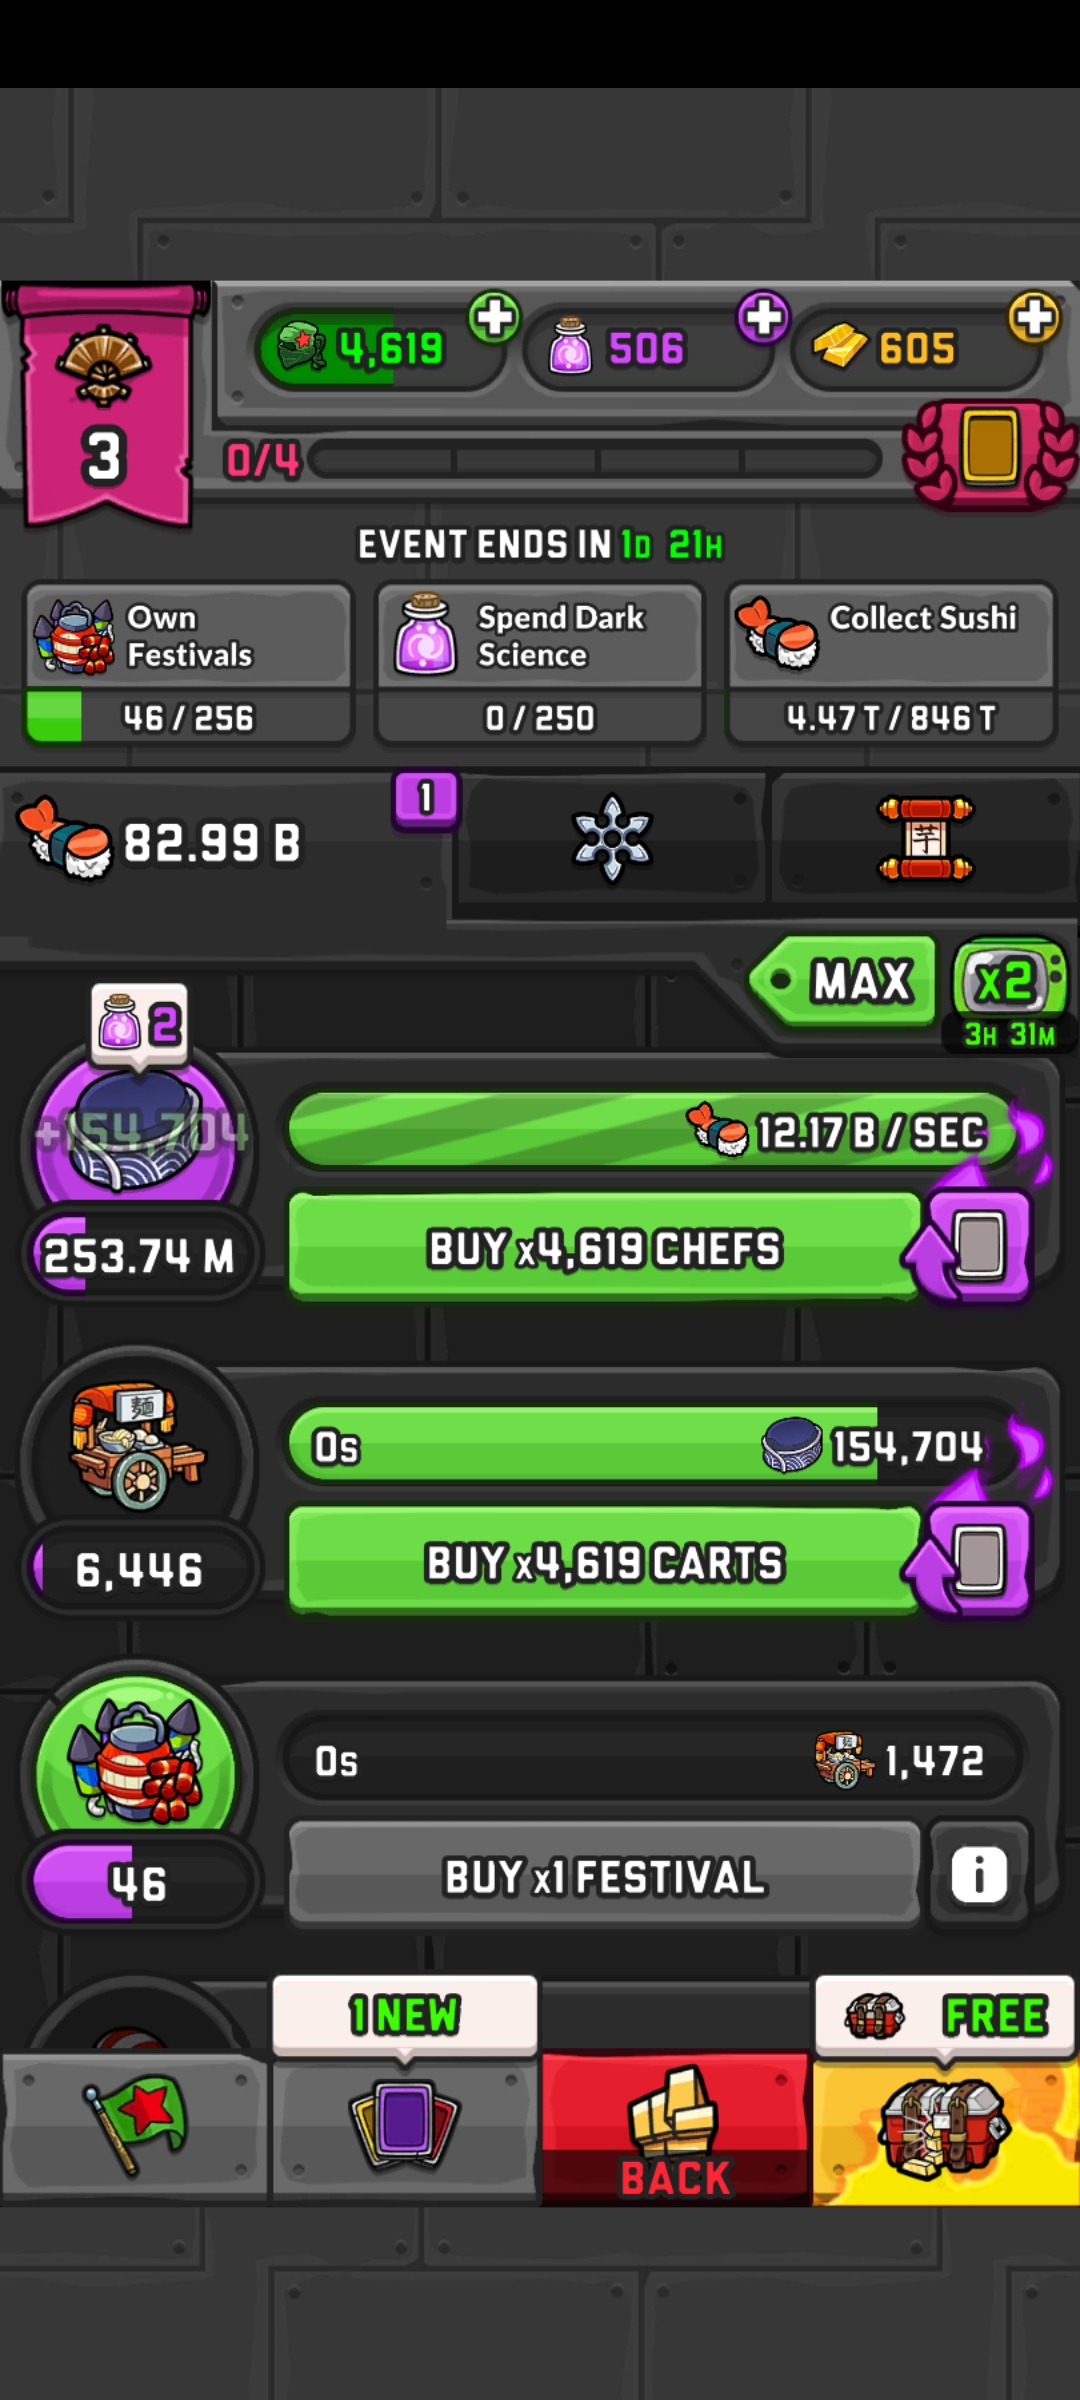 4,619
506
605
3
0/4
EVENT ENDS IN 1D 21H
Own
Festivals
46 / 256
Spend Dark
Science
0 / 250
Collect Sushi
4.47 T / 846 T
82.99 B
1
芋
MAX
x2
3H 31M
2
+154,704
12.17 B / SEC
253.74 M
BUY x4,619 CHEFS
麺
0s
154,704
6,446
BUY x4,619 CARTS
0s
1,472
46
BUY x1 FESTIVAL
i
1 NEW
FREE
BACK